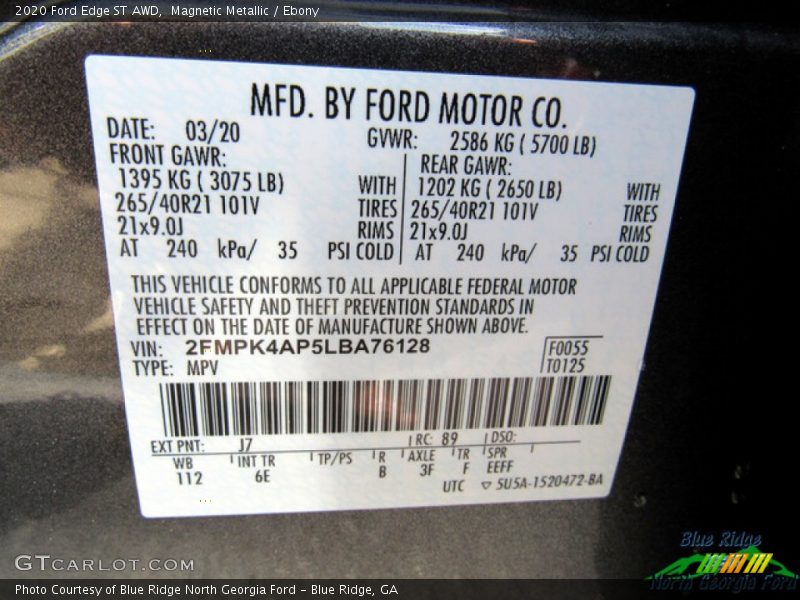 2020 Ford Edge ST AWD,  Magnetic Metallic / Ebony
MFD. BY FORD MOTOR CO.
DATE: 03/20 GVWR: 2586 KG ( 5700 LB)
FRONT GAWR: REAR GAWR:
1395 KG ( 3075 LB) WITH 1202 KG ( 2650 LB) WITH
265/40R21 101V TIRES 265/40R21 101V TIRES
21x9.0J RIMS 21x9.0J RIMS
AT 240 kPa/ 35 PSI COLD AT 240 kPa/ 35 PSI COLD
THIS VEHICLE CONFORMS TO ALL APPLICABLE FEDERAL MOTOR
VEHICLE SAFETY AND THEFT PREVENTION STANDARDS IN
EFFECT ON THE DATE OF MANUFACTURE SHOWN ABOVE.
VIN: 2FMPK4AP5LBA76128 F0055
TYPE: MPV T0125
EXT PNT: J7 RC: 89 DSO:
WB INT TR TP/PS R AXLE TR SPR
112 6E B 3F F EEFF
UTC ▽ 5U5A-1520472-BA
Blue Ridge
North Georgia Ford
GTCARLOT.COM
Photo Courtesy of Blue Ridge North Georgia Ford – Blue Ridge, GA